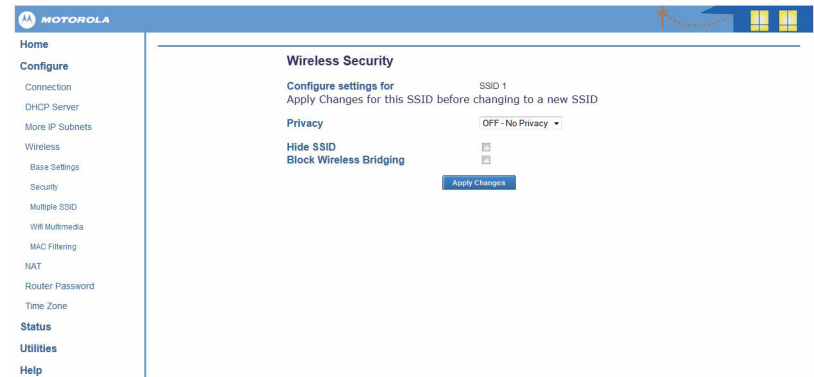 MOTOROLA
Home
Configure
Connection
DHCP Server
More IP Subnets
Wireless
Base Settings
Security
Multiple SSID
Wifi Multimedia
MAC Filtering
NAT
Router Password
Time Zone
Status
Utilities
Help
Wireless Security
Configure settings for SSID 1
Apply Changes for this SSID before changing to a new SSID
Privacy OFF - No Privacy
Hide SSID
Block Wireless Bridging
Apply Changes